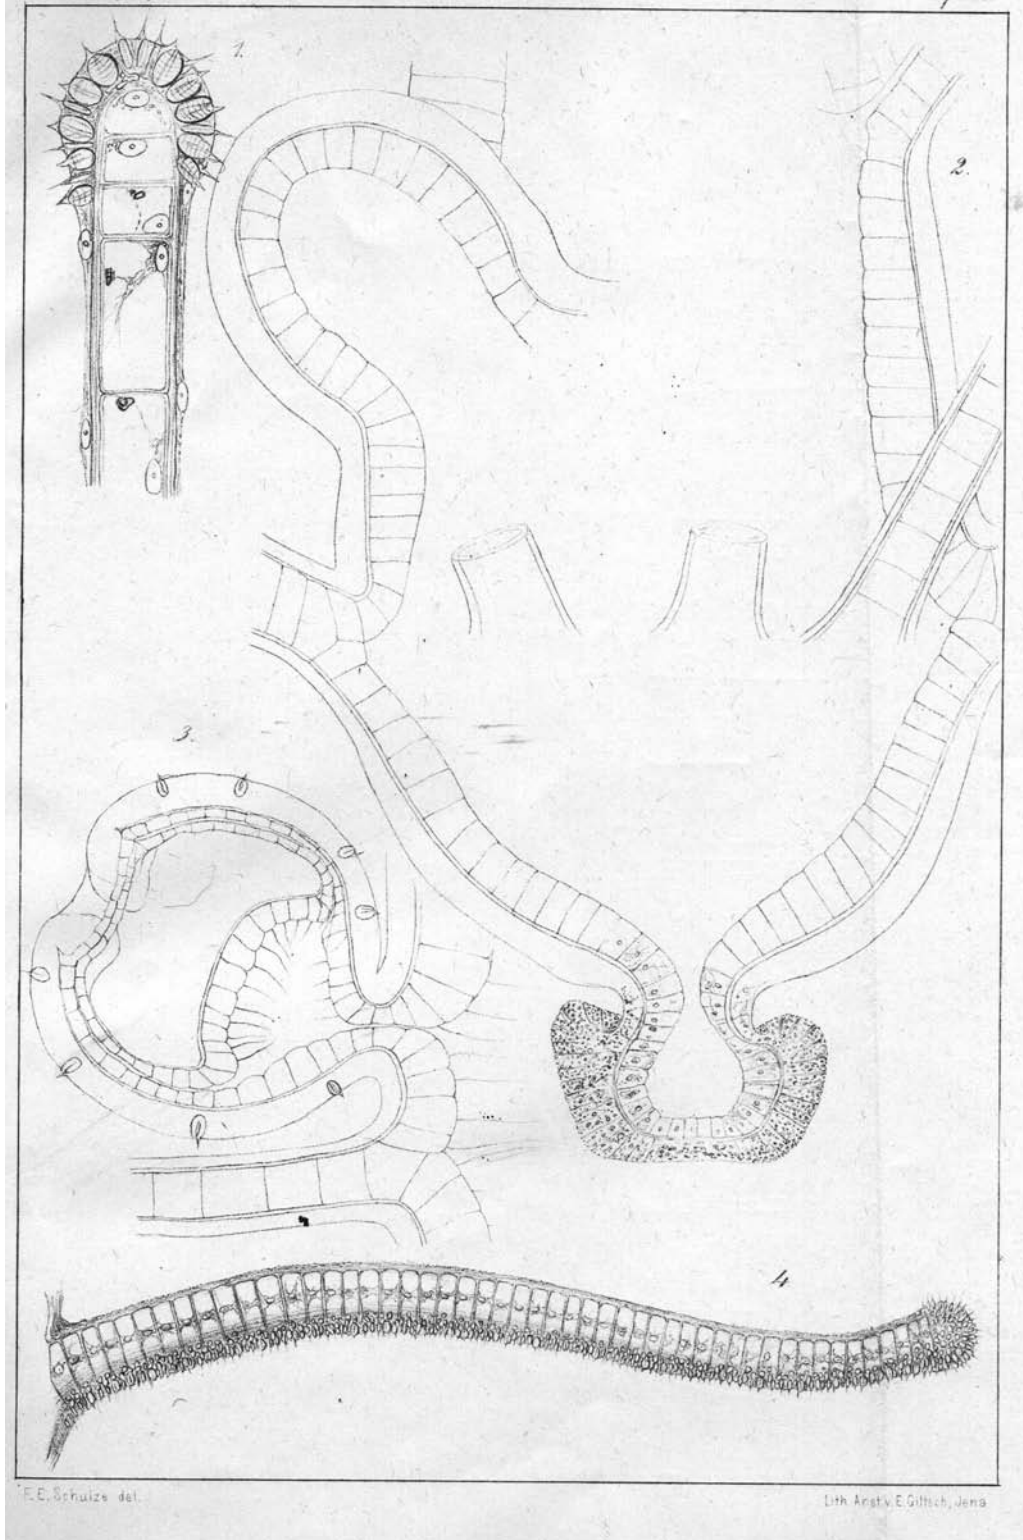 1.
2.
3.
4
F. E. Schulze del.
Lith. Anst. v. E. Giltsch, Jena